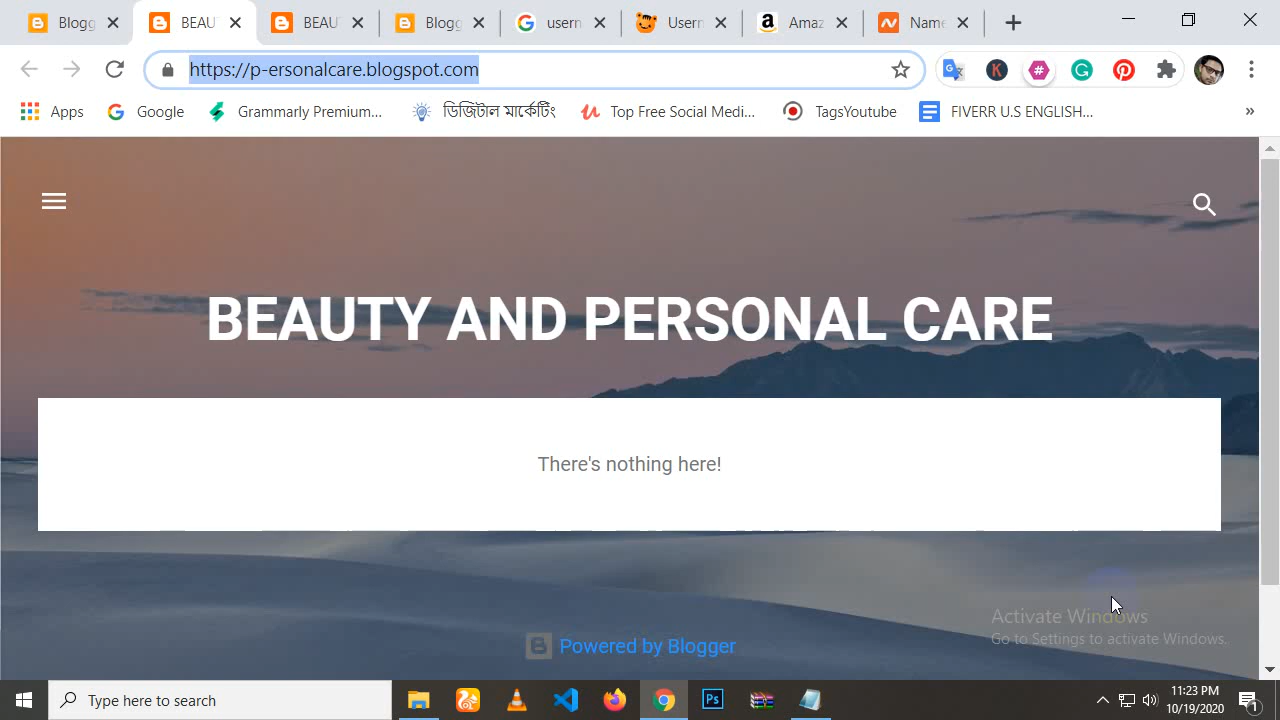 Blogg
BEAU
BEAU
Blogg
usern
Usern
Amaz
Name
https://p-ersonalcare.blogspot.com
Apps
Google
Grammarly Premium...
ডিজিটাল মার্কেটিং
Top Free Social Medi...
TagsYoutube
FIVERR U.S ENGLISH...
»
BEAUTY AND PERSONAL CARE
There's nothing here!
Activate Windows
Go to Settings to activate Windows.
Powered by Blogger
Type here to search
Ps
11:23 PM
10/19/2020
1